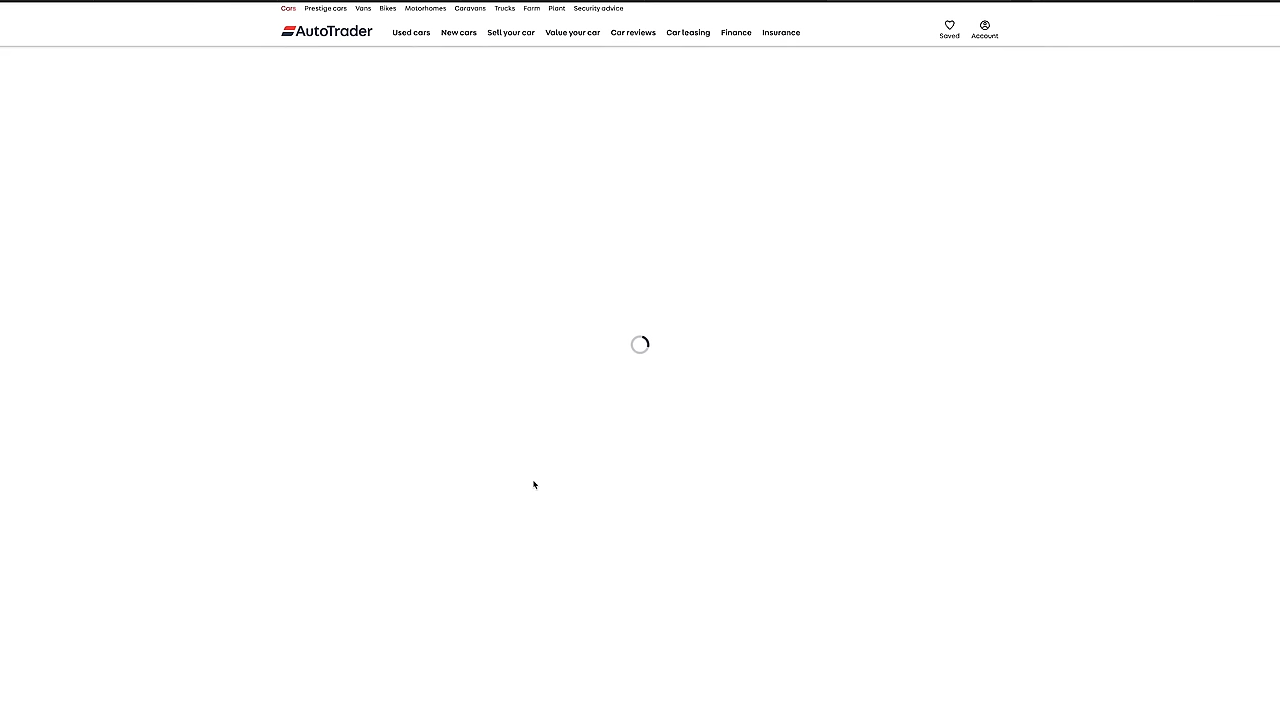 Cars Prestige cars Vans Bikes Motorhomes Caravans Trucks Farm Plant Security advice
AutoTrader Used cars New cars Sell your car Value your car Car reviews Car leasing Finance Insurance Saved Account